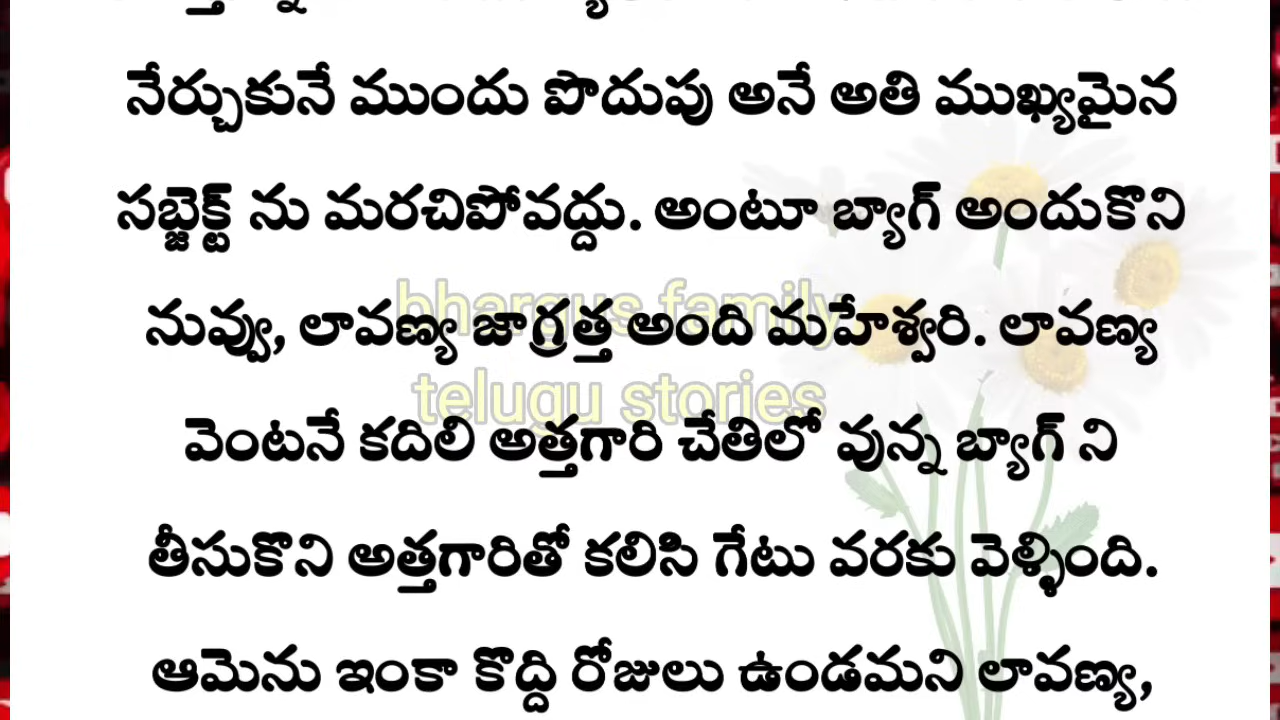 నేర్చుకునే ముందు పొదుపు అనే అతి ముఖ్యమైన
సబ్జెక్ట్ ను మరచిపోవద్దు. అంటూ బ్యాగ్ అందుకొని
నువ్వు, లావణ్య జాగ్రత్త అంది మహేశ్వరి. లావణ్య
bhargus family
telugu stories
వెంటనే కదిలి అత్తగారి చేతిలో వున్న బ్యాగ్ ని
తీసుకొని అత్తగారితో కలిసి గేటు వరకు వెళ్ళింది.
ఆమెను ఇంకా కొద్ది రోజులు ఉండమని లావణ్య,